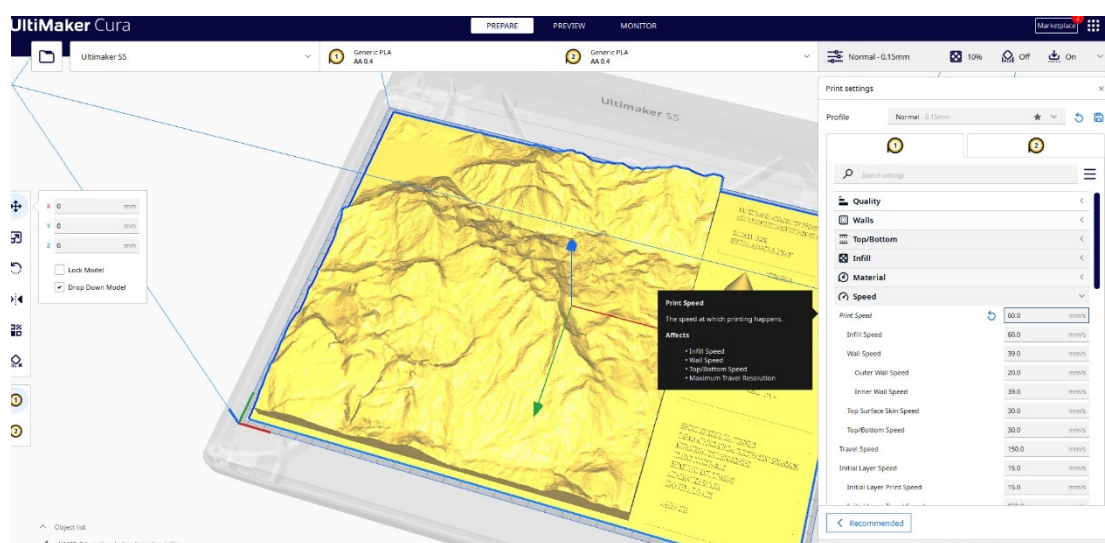 UltiMaker Cura
PREPARE
PREVIEW
MONITOR
Marketplace
Ultimaker S5
1
Generic PLA
AA 0.4
2
Generic PLA
AA 0.4
Normal - 0.15mm
10%
Off
On
Ultimaker S5
Print settings
Profile
Normal - 0.15mm
1
2
Search settings
Quality
Walls
Top/Bottom
Infill
Material
Speed
Print Speed 60.0 mm/s
Infill Speed 60.0 mm/s
Wall Speed 39.0 mm/s
Outer Wall Speed 20.0 mm/s
Inner Wall Speed 39.0 mm/s
Top Surface Skin Speed 30.0 mm/s
Top/Bottom Speed 30.0 mm/s
Travel Speed 150.0 mm/s
Initial Layer Speed 15.0 mm/s
Initial Layer Print Speed 15.0 mm/s
Recommended
X 0 mm
Y 0 mm
Z 0 mm
Lock Model
Drop Down Model
1
2
Print Speed
The speed at which printing happens.
Affects
• Infill Speed
• Wall Speed
• Top/Bottom Speed
• Maximum Travel Resolution
Object list